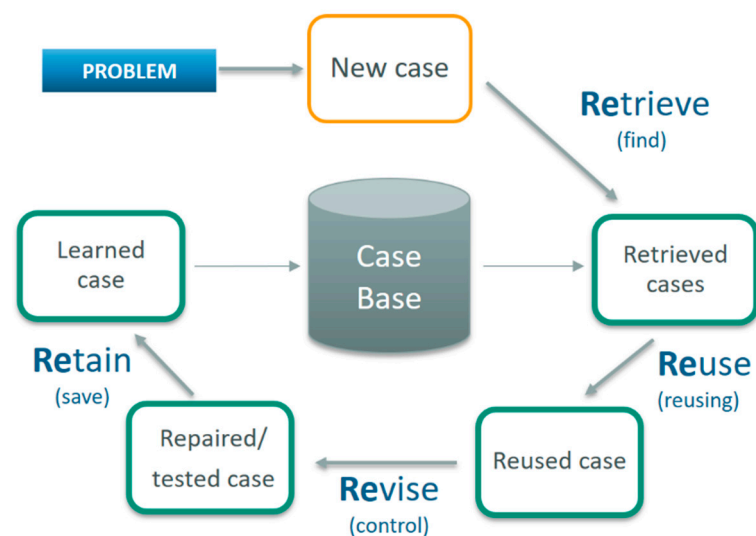 PROBLEM
New case
Retrieve
(find)
Learned
case
Case
Base
Retrieved
cases
Retain
(save)
Reuse
(reusing)
Repaired/
tested case
Revise
(control)
Reused case